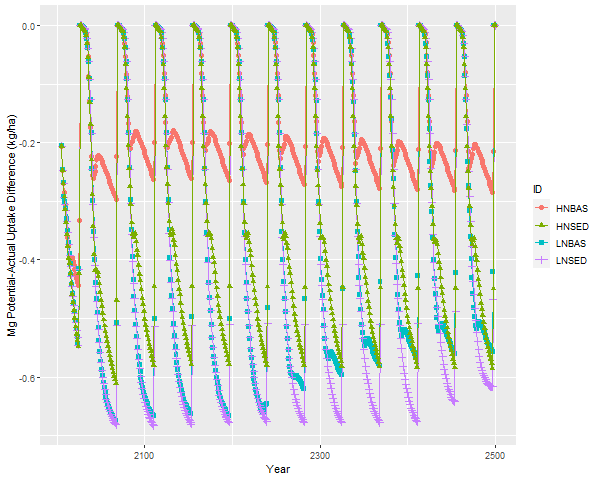 Mg Potential-Actual Uptake Difference (kg/ha)
0.0
-0.2
-0.4
-0.6
2100
2300
2500
Year
ID
HNBAS
HNSED
LNBAS
LNSED